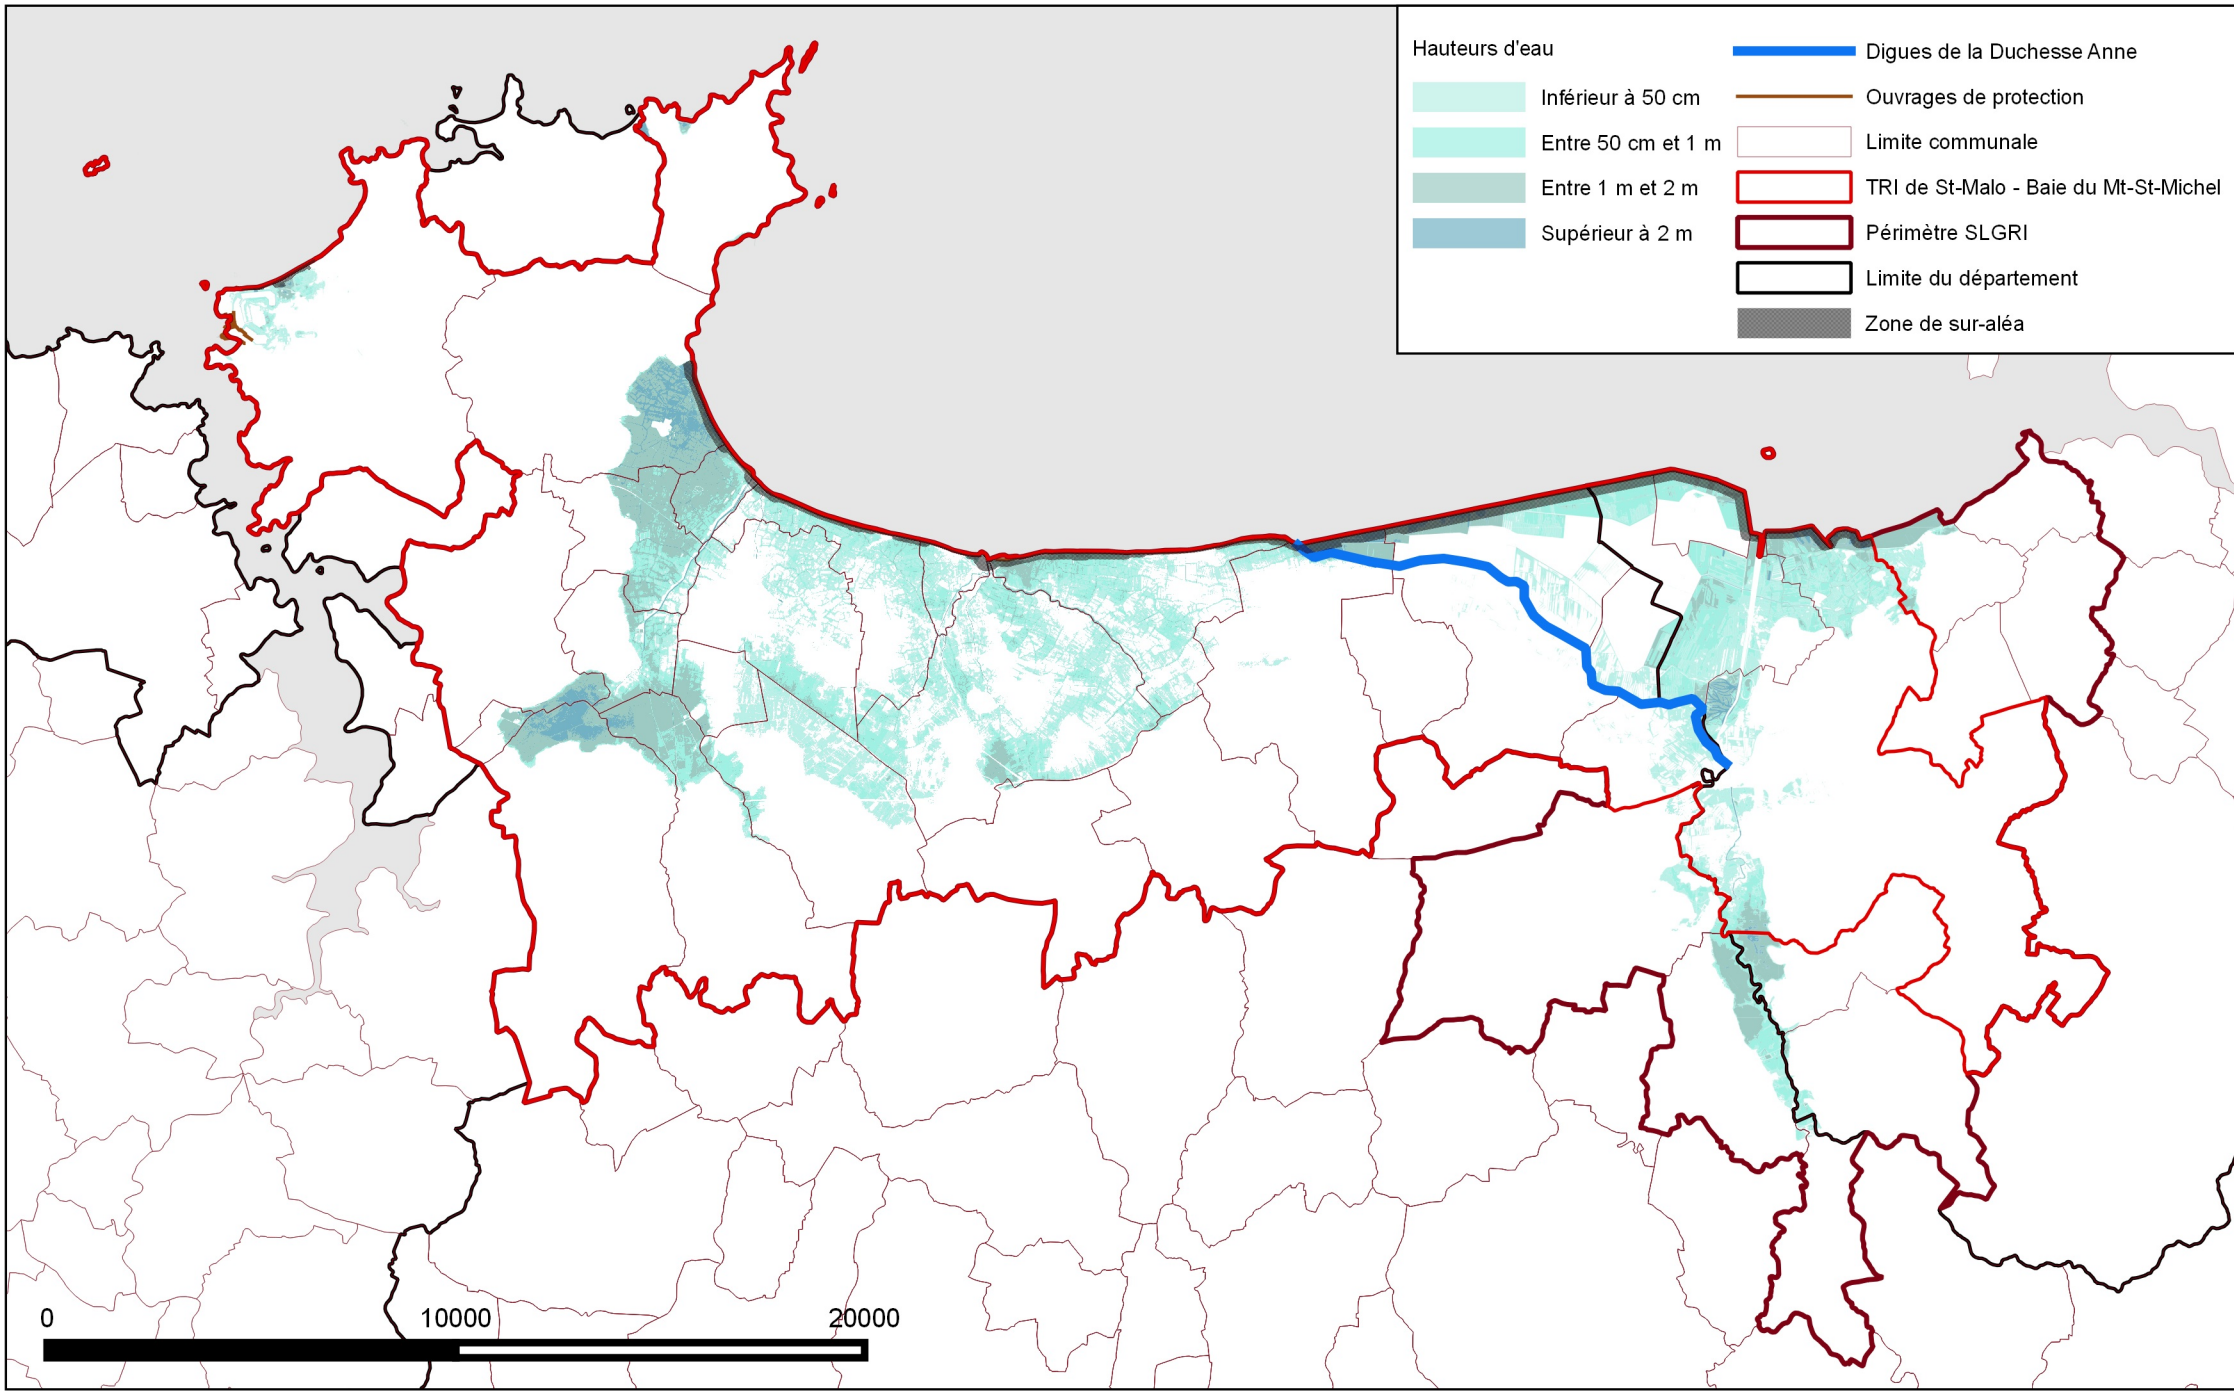 Hauteurs d'eau
Inférieur à 50 cm
Entre 50 cm et 1 m
Entre 1 m et 2 m
Supérieur à 2 m
Digues de la Duchesse Anne
Ouvrages de protection
Limite communale
TRI de St-Malo - Baie du Mt-St-Michel
Périmètre SLGRI
Limite du département
Zone de sur-aléa
0 10000 20000